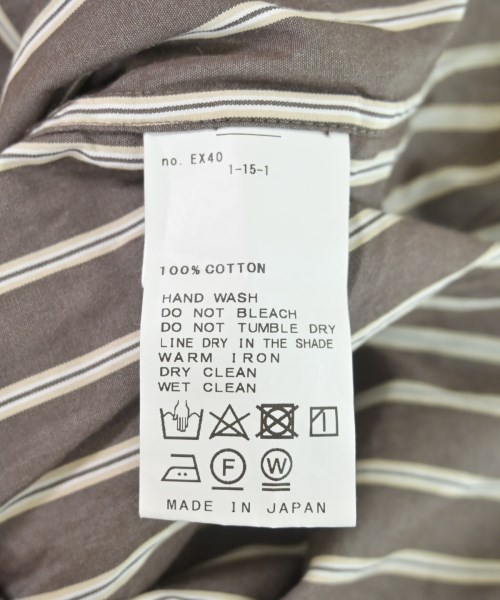 no. EX40
1-15-1
100% COTTON
HAND WASH
DO NOT BLEACH
DO NOT TUMBLE DRY
LINE DRY IN THE SHADE
WARM IRON
DRY CLEAN
WET CLEAN
F W
MADE IN JAPAN